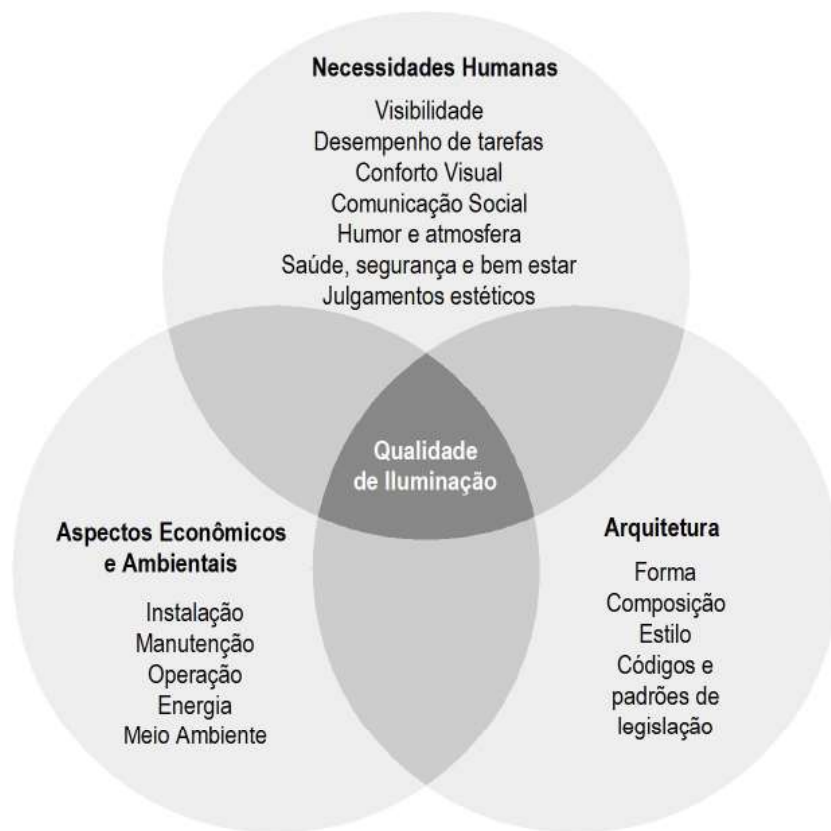 Necessidades Humanas
Visibilidade
Desempenho de tarefas
Conforto Visual
Comunicação Social
Humor e atmosfera
Saúde, segurança e bem estar
Julgamentos estéticos
Qualidade
de Iluminação
Aspectos Econômicos
e Ambientais
Instalação
Manutenção
Operação
Energia
Meio Ambiente
Arquitetura
Forma
Composição
Estilo
Códigos e
padrões de
legislação